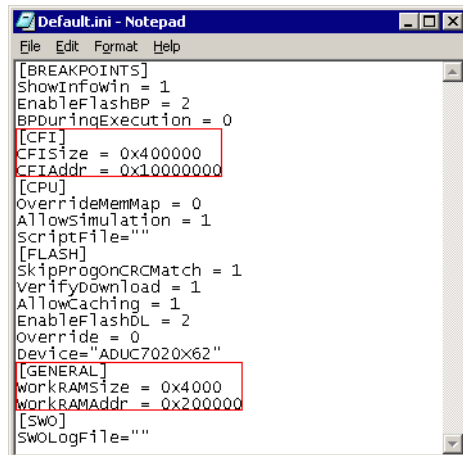 Default.ini - Notepad
File Edit Format Help
[BREAKPOINTS]
ShowInfoWin = 1
EnableFlashBP = 2
BPDuringExecution = 0
[CFI]
CFISize = 0x400000
CFIAddr = 0x10000000
[CPU]
OverrideMemMap = 0
AllowSimulation = 1
ScriptFile=""
[FLASH]
SkipProgOnCRCMatch = 1
VerifyDownload = 1
AllowCaching = 1
EnableFlashDL = 2
Override = 0
Device="ADUC7020X62"
[GENERAL]
WorkRAMSize = 0x4000
WorkRAMAddr = 0x200000
[SWO]
SWOLogFile=""